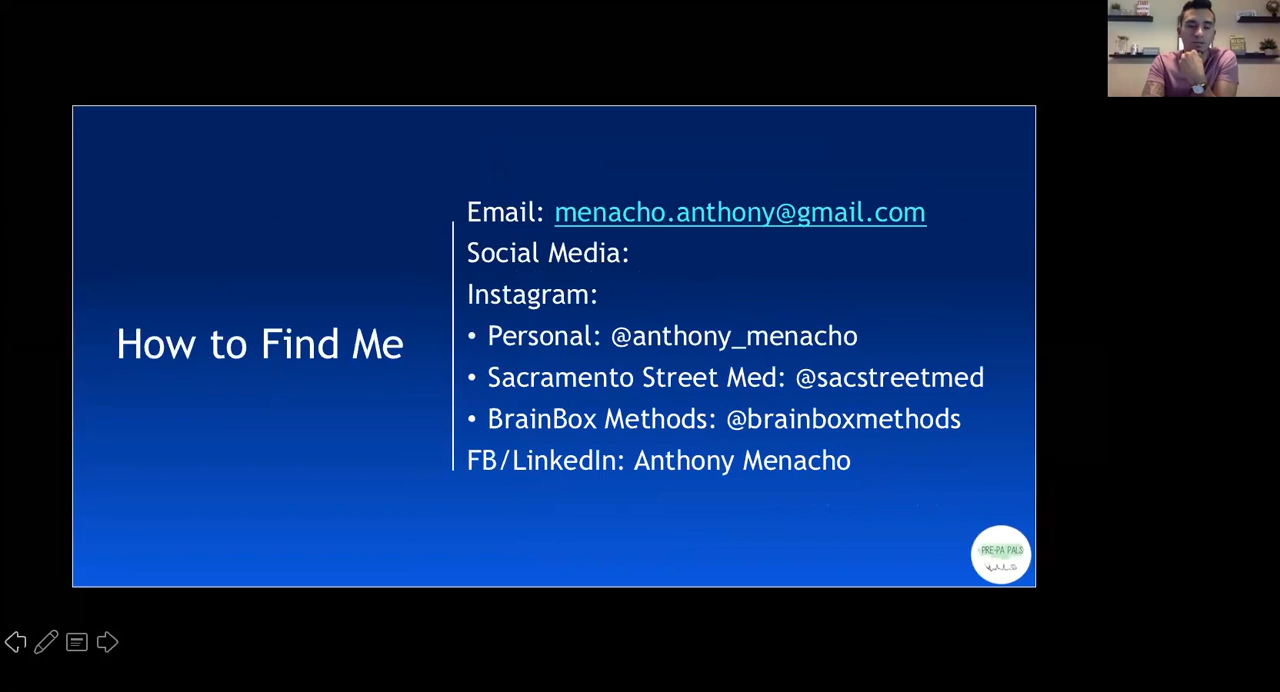 How to Find Me
Email: menacho.anthony@gmail.com
Social Media:
Instagram:
• Personal: @anthony_menacho
• Sacramento Street Med: @sacstreetmed
• BrainBox Methods: @brainboxmethods
FB/LinkedIn: Anthony Menacho
PRE-PA PALS